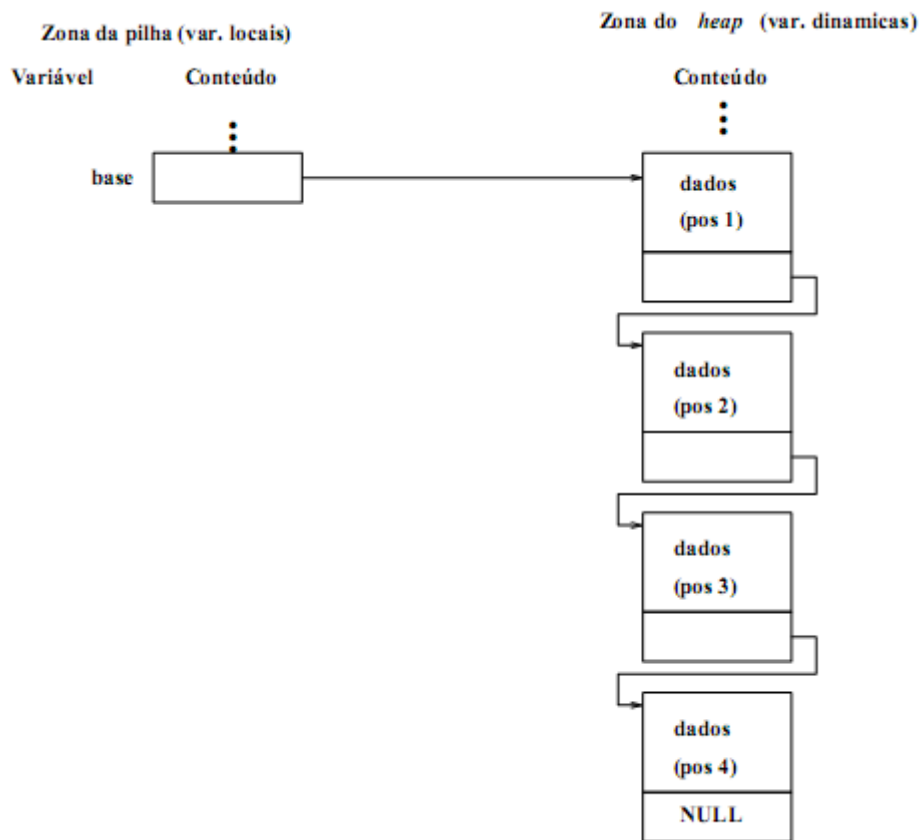 Zona da pilha (var. locais)
Zona do heap (var. dinamicas)
Variável Conteúdo
Conteúdo
base
dados
(pos 1)
dados
(pos 2)
dados
(pos 3)
dados
(pos 4)
NULL